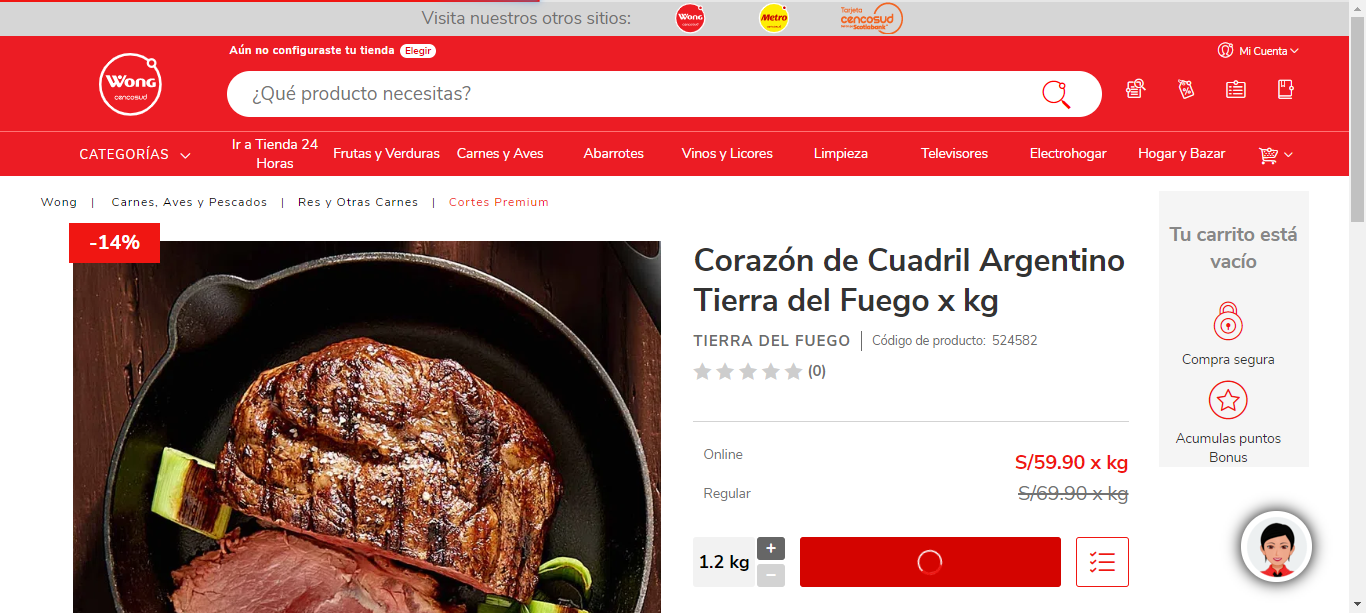 Visita nuestros otros sitios:
Wong
cencosud
Metro
cencosud
Tarjeta
cencosud
Scotiabank
Aún no configuraste tu tienda Elegir
Mi Cuenta
Wong
cencosud
¿Qué producto necesitas?
CATEGORÍAS
Ir a Tienda 24
Horas
Frutas y Verduras
Carnes y Aves
Abarrotes
Vinos y Licores
Limpieza
Televisores
Electrohogar
Hogar y Bazar
Wong | Carnes, Aves y Pescados | Res y Otras Carnes | Cortes Premium
-14%
Corazón de Cuadril Argentino
Tierra del Fuego x kg
TIERRA DEL FUEGO | Código de producto: 524582
(0)
Online
S/59.90 x kg
Regular
S/69.90 x kg
1.2 kg
+
−
Tu carrito está
vacío
Compra segura
Acumulas puntos
Bonus